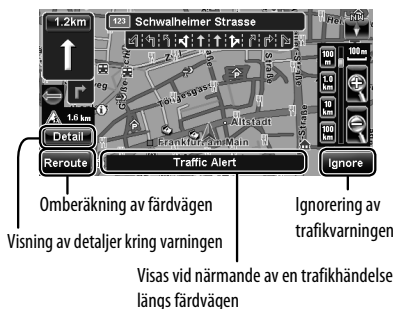 1.2km
123 Schwalheimer Strasse
NW
100 m
100 m
1.0 km
10 km
100 km
1.6 km
Altstadt
Frankfurt am Main
Detail
Reroute
Traffic Alert
Ignore
Omberäkning av färdvägen
Ignorering av
trafikvarningen
Visning av detaljer kring varningen
Visas vid närmande av en trafikhändelse
längs färdvägen